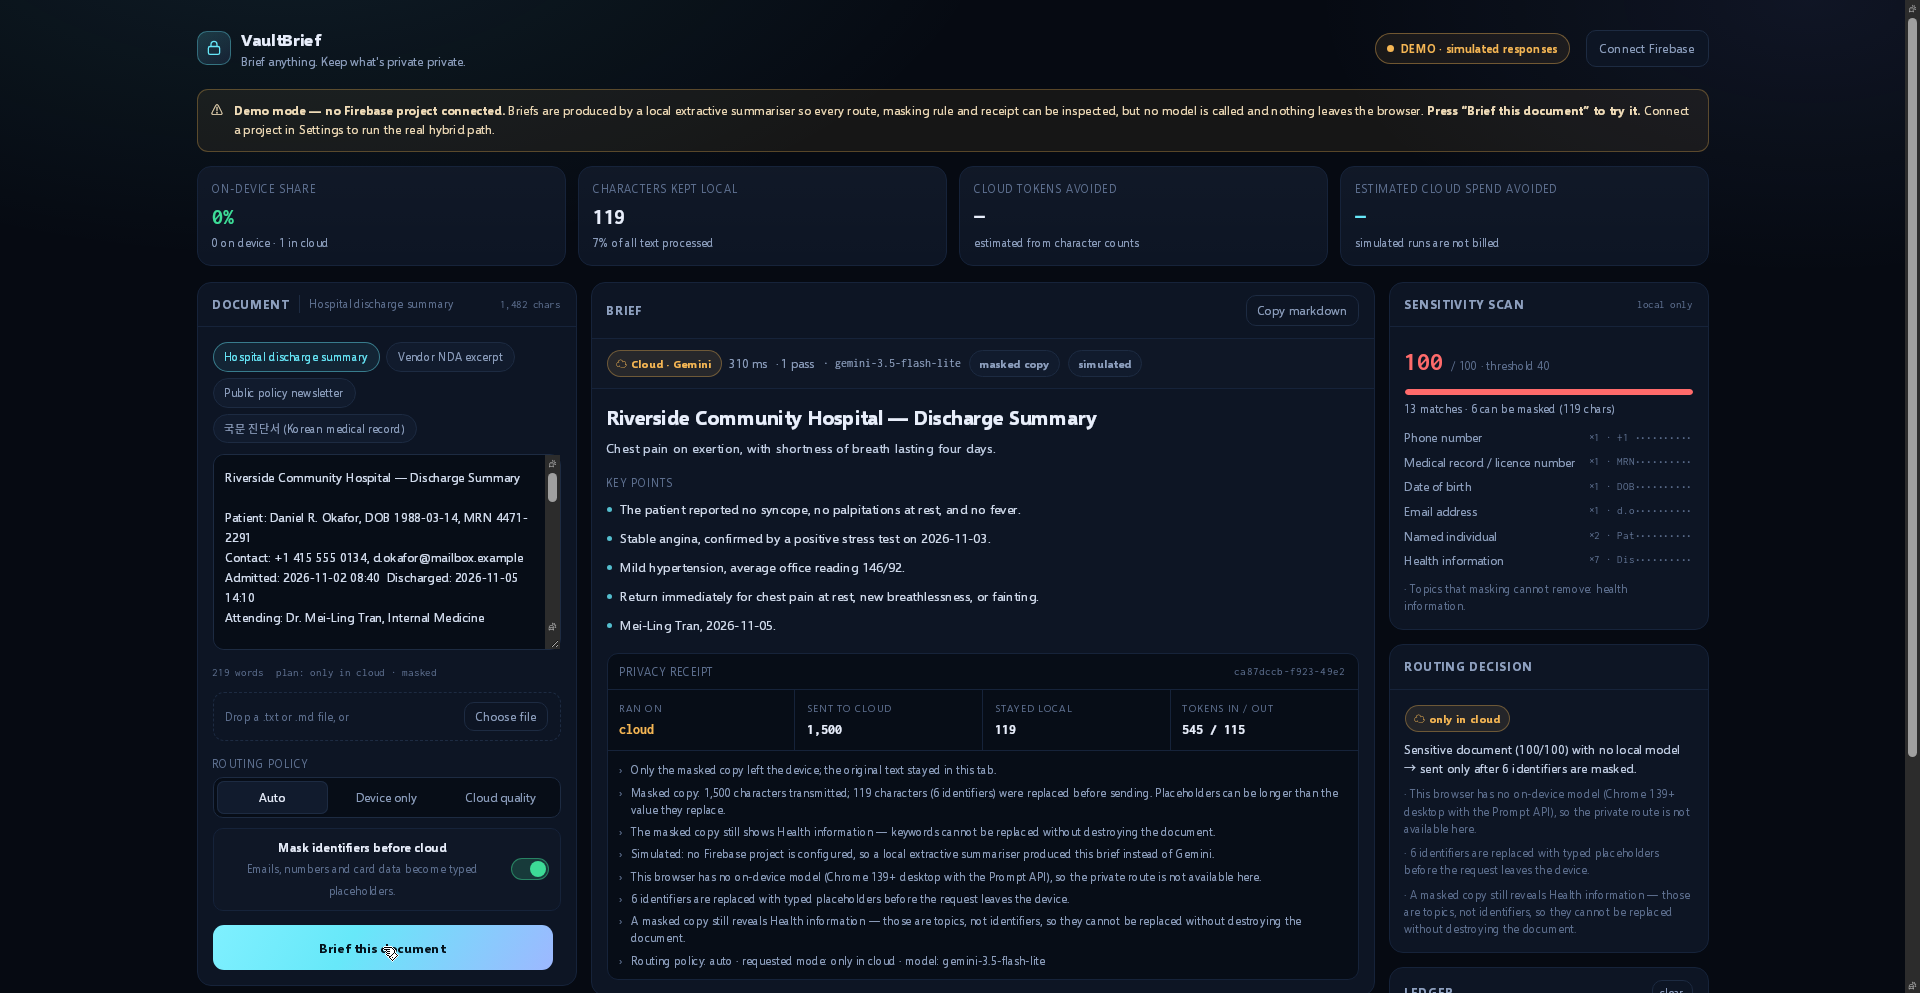 VaultBrief
Brief anything. Keep what's private private.
DEMO · simulated responses
Connect Firebase
Demo mode — no Firebase project connected. Briefs are produced by a local extractive summariser so every route, masking rule and receipt can be inspected, but no model is called and nothing leaves the browser. Press “Brief this document” to try it. Connect
a project in Settings to run the real hybrid path.
ON-DEVICE SHARE
0%
0 on device · 1 in cloud
CHARACTERS KEPT LOCAL
119
7% of all text processed
CLOUD TOKENS AVOIDED
—
estimated from character counts
ESTIMATED CLOUD SPEND AVOIDED
—
simulated runs are not billed
DOCUMENT
Hospital discharge summary
1,482 chars
Hospital discharge summary
Vendor NDA excerpt
Public policy newsletter
국문 진단서 (Korean medical record)
Riverside Community Hospital — Discharge Summary
Patient: Daniel R. Okafor, DOB 1988-03-14, MRN 4471-
2291
Contact: +1 415 555 0134, d.okafor@mailbox.example
Admitted: 2026-11-02 08:40 Discharged: 2026-11-05
14:10
Attending: Dr. Mei-Ling Tran, Internal Medicine
219 words plan: only in cloud · masked
Drop a .txt or .md file, or
Choose file
ROUTING POLICY
Auto
Device only
Cloud quality
Mask identifiers before cloud
Emails, numbers and card data become typed
placeholders.
Brief this document
BRIEF
Copy markdown
Cloud · Gemini
310 ms · 1 pass · gemini-3.5-flash-lite
masked copy
simulated
Riverside Community Hospital — Discharge Summary
Chest pain on exertion, with shortness of breath lasting four days.
KEY POINTS
The patient reported no syncope, no palpitations at rest, and no fever.
Stable angina, confirmed by a positive stress test on 2026-11-03.
Mild hypertension, average office reading 146/92.
Return immediately for chest pain at rest, new breathlessness, or fainting.
Mei-Ling Tran, 2026-11-05.
PRIVACY RECEIPT
ca87dccb-f923-49e2
RAN ON
cloud
SENT TO CLOUD
1,500
STAYED LOCAL
119
TOKENS IN / OUT
545 / 115
› Only the masked copy left the device; the original text stayed in this tab.
› Masked copy: 1,500 characters transmitted; 119 characters (6 identifiers) were replaced before sending. Placeholders can be longer than the
value they replace.
› The masked copy still shows Health information — keywords cannot be replaced without destroying the document.
› Simulated: no Firebase project is configured, so a local extractive summariser produced this brief instead of Gemini.
› This browser has no on-device model (Chrome 139+ desktop with the Prompt API), so the private route is not available here.
› 6 identifiers are replaced with typed placeholders before the request leaves the device.
› A masked copy still reveals Health information — those are topics, not identifiers, so they cannot be replaced without destroying the
document.
› Routing policy: auto · requested mode: only in cloud · model: gemini-3.5-flash-lite
SENSITIVITY SCAN
local only
100 / 100 · threshold 40
13 matches · 6 can be masked (119 chars)
Phone number ×1 · +1 ··········
Medical record / licence number ×1 · MRN··········
Date of birth ×1 · DOB··········
Email address ×1 · d.o··········
Named individual ×2 · Pat··········
Health information ×7 · Dis··········
· Topics that masking cannot remove: health
information.
ROUTING DECISION
only in cloud
Sensitive document (100/100) with no local model
→ sent only after 6 identifiers are masked.
· This browser has no on-device model (Chrome 139+
desktop with the Prompt API), so the private route is not
available here.
· 6 identifiers are replaced with typed placeholders
before the request leaves the device.
· A masked copy still reveals Health information — those
are topics, not identifiers, so they cannot be replaced
without destroying the document.
LEDGER
clear